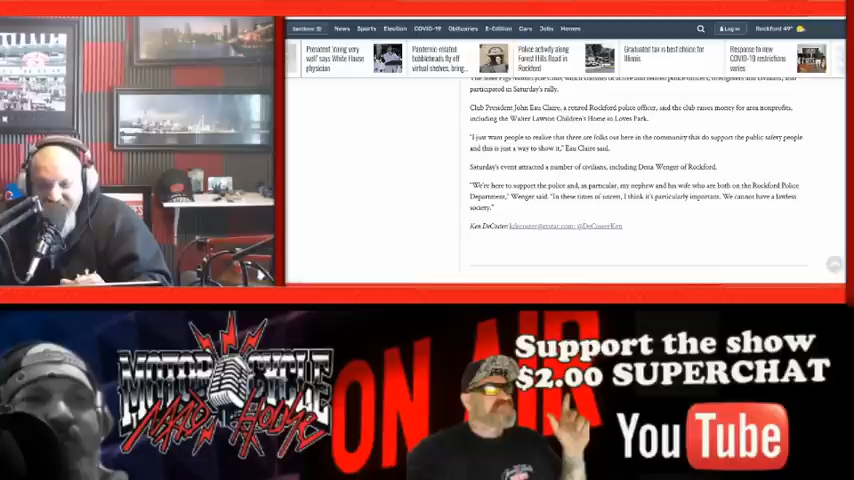 Sections
News Sports Election COVID-19 Obituaries E-Edition Cars Jobs Homes
Log In
Rockford 49°
President 'doing very
well' says White House
physician
Pandemic-related
bobbleheads fly off
virtual shelves, bring...
Police activity along
Forest Hills Road in
Rockford
Graduated tax is best choice for
Illinois
Response to new
COVID-19 restrictions
varies
participated in Saturday's rally.
Club President John Eau Claire, a retired Rockford police officer, said the club raises money for area nonprofits,
including the Walter Lawson Children's Home in Loves Park.
"I just want people to realize that there are folks out here in the community that do support the public safety people
and this is just a way to show it," Eau Claire said.
Saturday's event attracted a number of civilians, including Dena Wenger of Rockford.
"We're here to support the police and, in particular, my nephew and his wife who are both on the Rockford Police
Department," Wenger said. "In these times of unrest, I think it's particularly important. We cannot have a lawless
society."
Ken DeCoster: kdecoster@rrstar.com; @DeCosterKen
MOTORCYCLE
MAD HOUSE
ON AIR
Support the show
$2.00 SUPERCHAT
YouTube